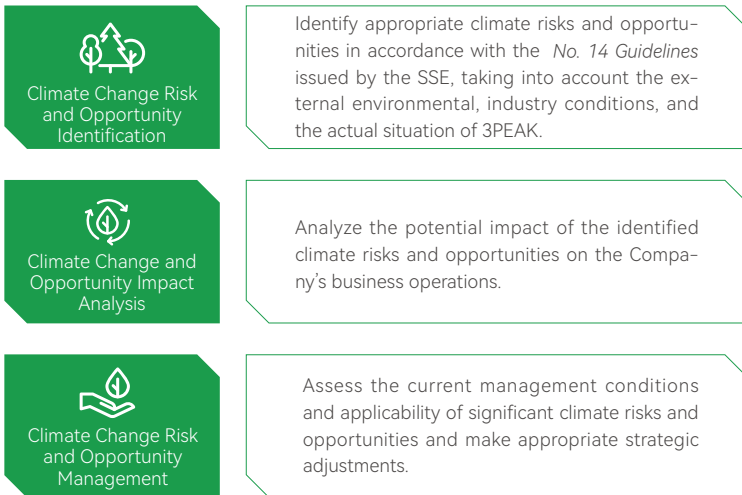 Climate Change Risk
and Opportunity
Identification
Identify appropriate climate risks and opportu-
nities in accordance with the No. 14 Guidelines
issued by the SSE, taking into account the ex-
ternal environmental, industry conditions, and
the actual situation of 3PEAK.
Climate Change and
Opportunity Impact
Analysis
Analyze the potential impact of the identified
climate risks and opportunities on the Compa-
ny’s business operations.
Climate Change Risk
and Opportunity
Management
Assess the current management conditions
and applicability of significant climate risks and
opportunities and make appropriate strategic
adjustments.